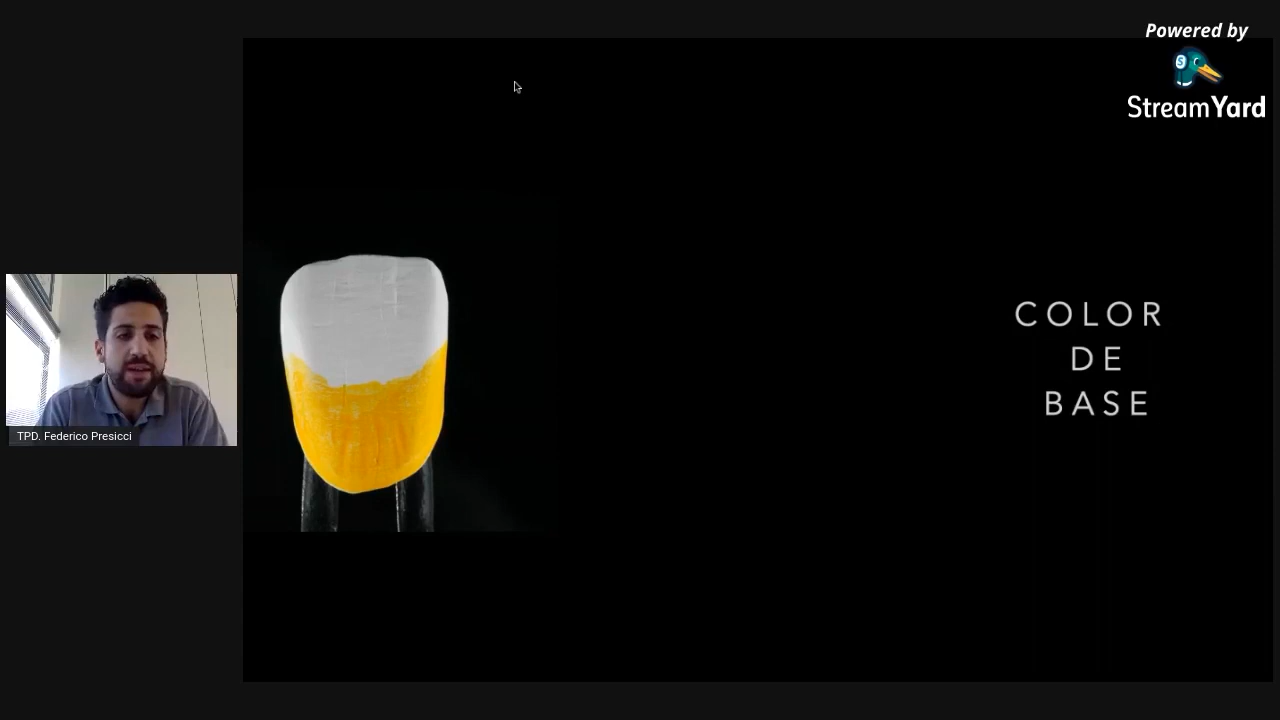 Powered by
StreamYard
COLOR
DE
BASE
TPD. Federico Presicci